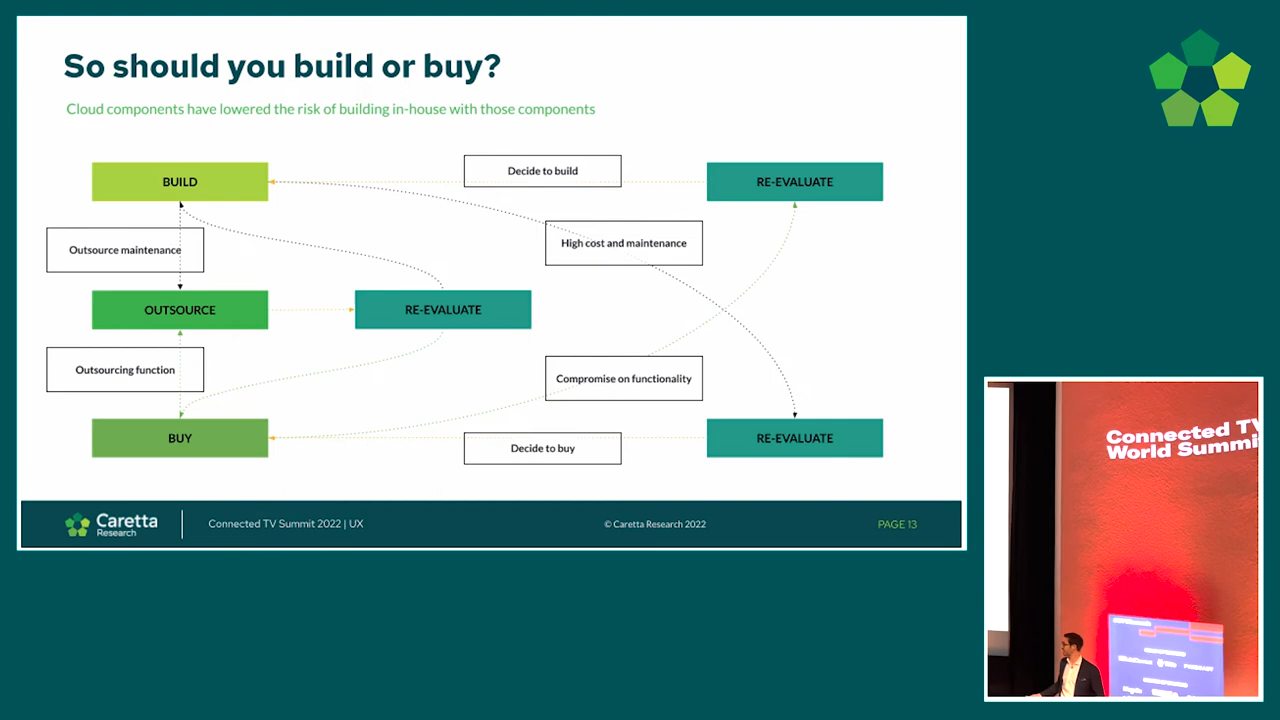 So should you build or buy?
Cloud components have lowered the risk of building in-house with those components
BUILD
Decide to build
RE-EVALUATE
Outsource maintenance
High cost and maintenance
OUTSOURCE
RE-EVALUATE
Outsourcing function
Compromise on functionality
BUY
Decide to buy
RE-EVALUATE
Caretta
Research
Connected TV Summit 2022 | UX
© Caretta Research 2022
PAGE 13
Connected TV
World Summit